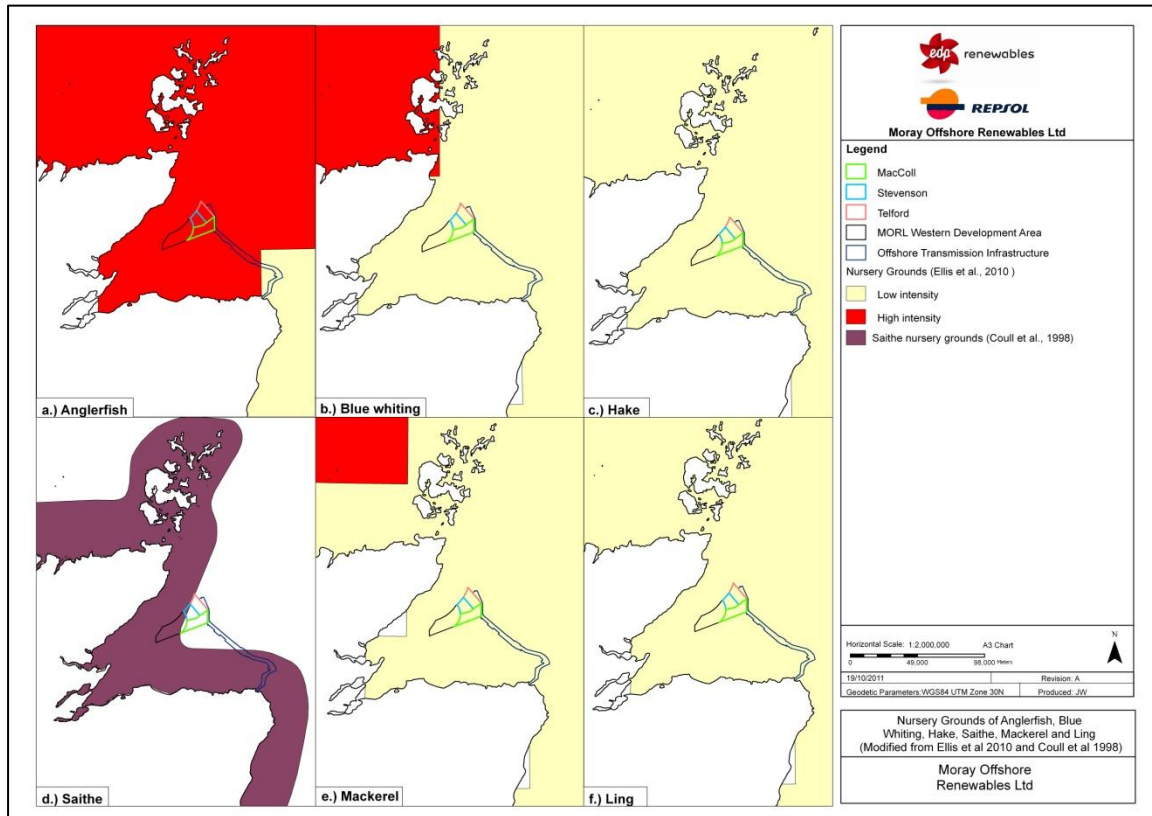 a.) Anglerfish
b.) Blue whiting
c.) Hake
d.) Saithe
e.) Mackerel
f.) Ling
edp renewables
REPSOL
Moray Offshore Renewables Ltd
Legend
MacColl
Stevenson
Telford
MORL Western Development Area
Offshore Transmission Infrastructure
Nursery Grounds (Ellis et al., 2010 )
Low intensity
High intensity
Saithe nursery grounds (Coull et al., 1998)
Horizontal Scale: 1:2,000,000 A3 Chart
N
0 49,000 98,000 Meters
19/10/2011 Revision: A
Geodetic Parameters:WGS84 UTM Zone 30N Produced: JW
Nursery Grounds of Anglerfish, Blue
Whiting, Hake, Saithe, Mackerel and Ling
(Modified from Ellis et al 2010 and Coull et al 1998)
Moray Offshore
Renewables Ltd